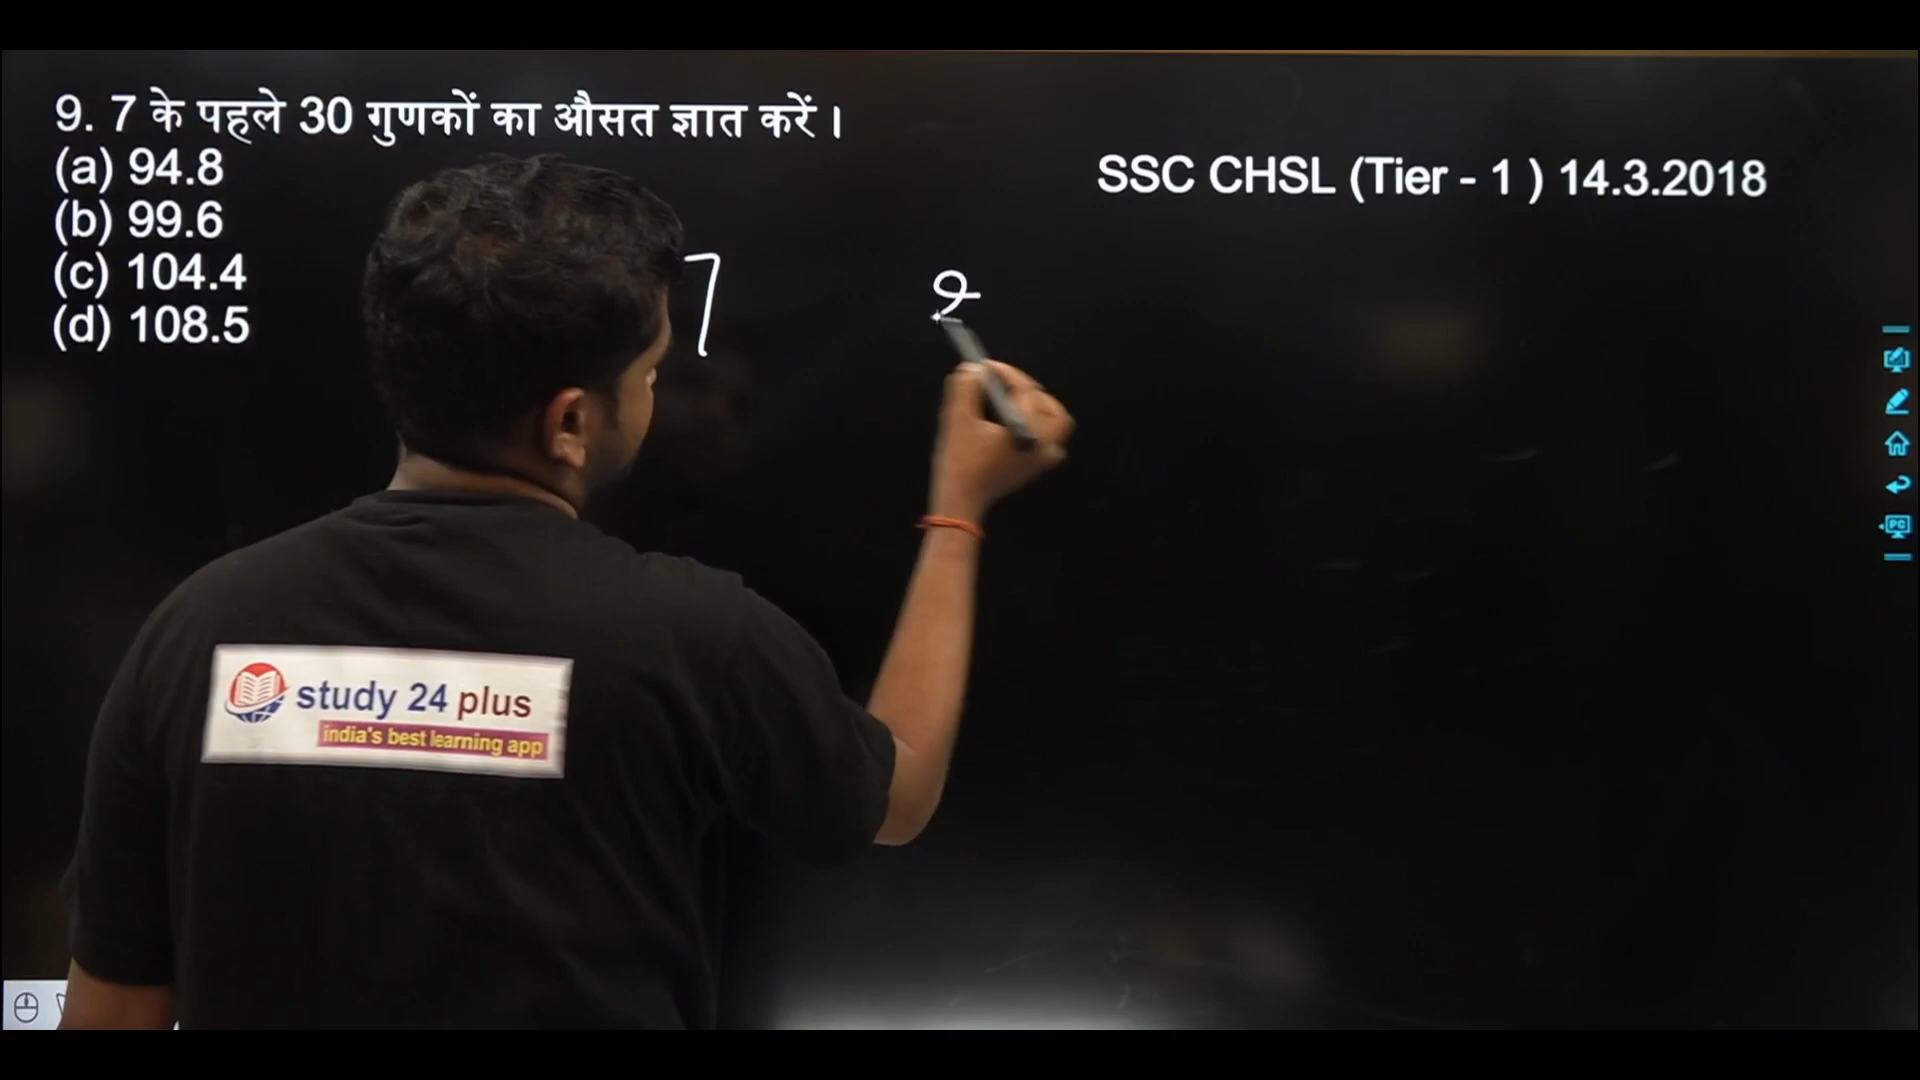 9. 7 के पहले 30 गुणकों का औसत ज्ञात करें।
(a) 94.8
(b) 99.6
(c) 104.4
(d) 108.5
SSC CHSL (Tier - 1 ) 14.3.2018
7
study 24 plus
india's best learning app
PC